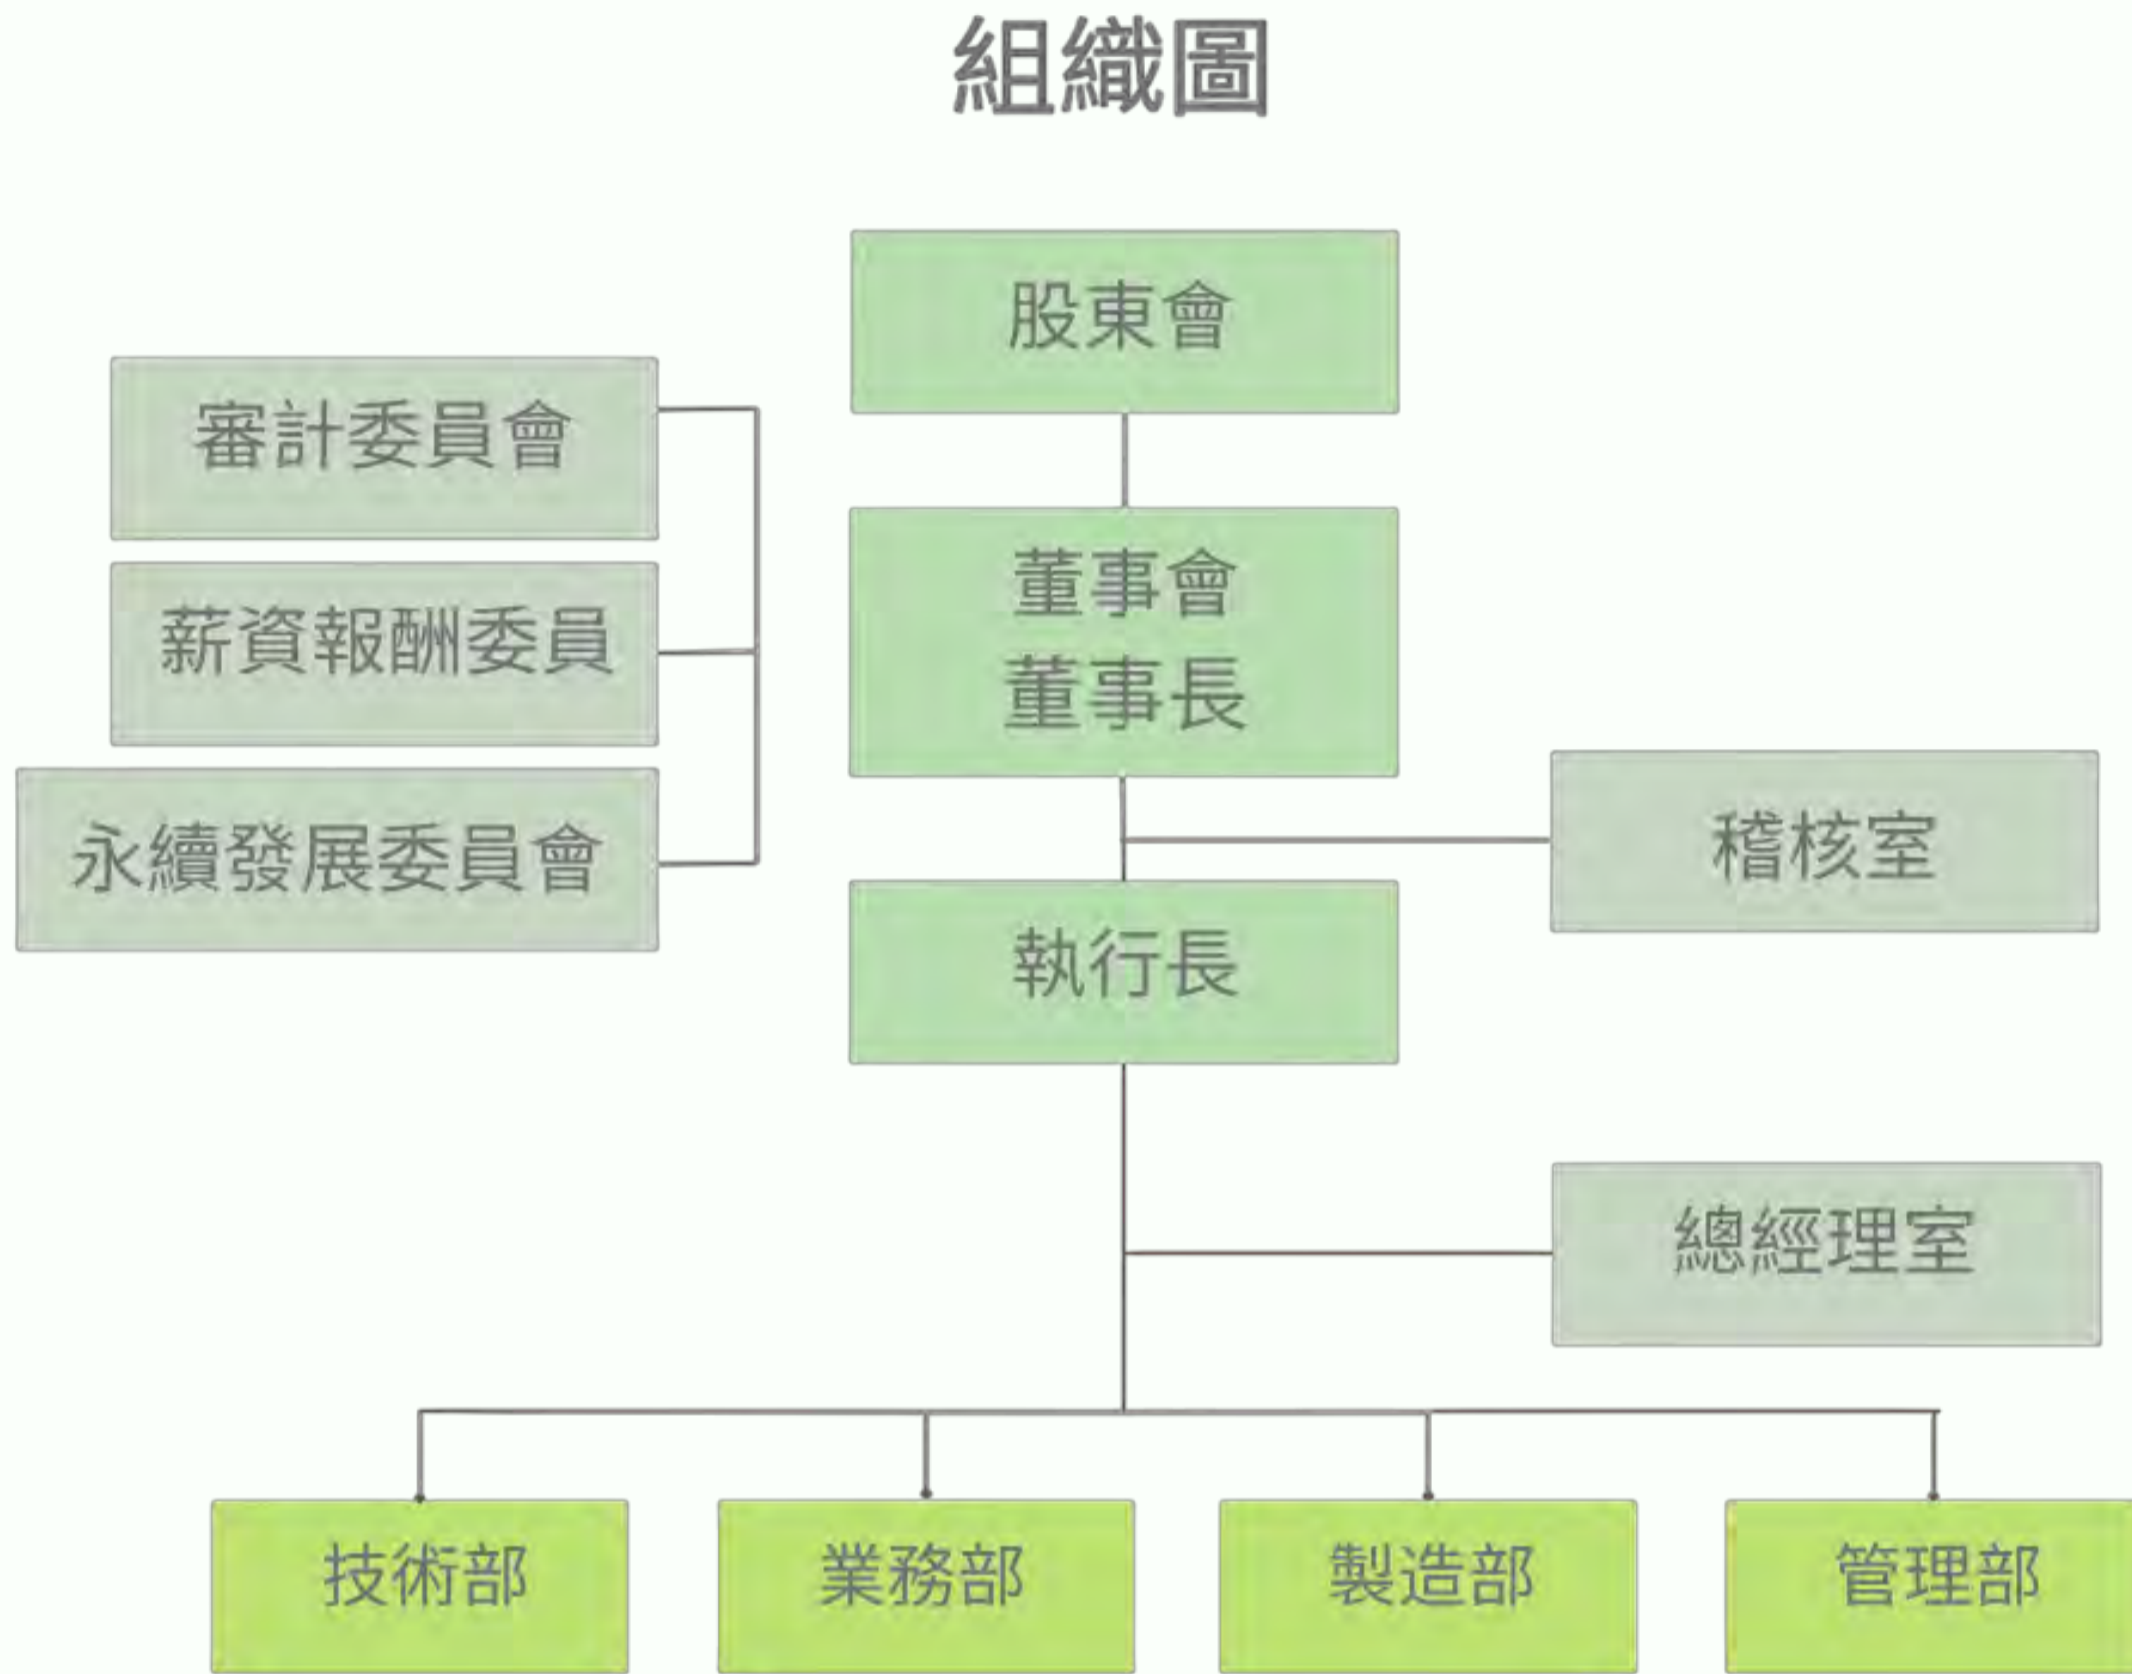 組織圖
股東會
審計委員會
董事會
董事長
薪資報酬委員
永續發展委員會
稽核室
執行長
總經理室
技術部
業務部
製造部
管理部